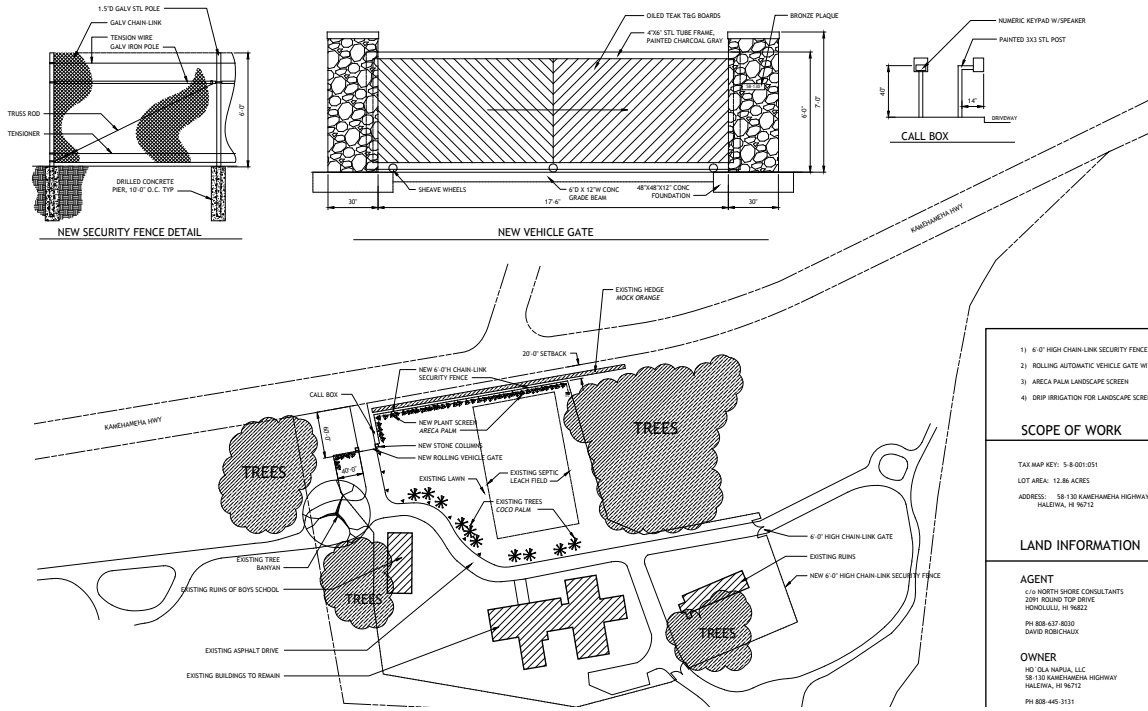 1.5"D GALV STL POLE
GALV CHAIN-LINK
TENSION WIRE
GALV IRON POLE
TRUSS ROD
TENSIONER
6'-0"
DRILLED CONCRETE
PIER, 10'-0" O.C. TYP
NEW SECURITY FENCE DETAIL
OILED TEAK T&G BOARDS
4"X6" STL TUBE FRAME,
PAINTED CHARCOAL GRAY
BRONZE PLAQUE
58-130
6'-0"
7'-0"
SHEAVE WHEELS
6"D X 12"W CONC
GRADE BEAM
48"X48"X12" CONC
FOUNDATION
30"
17'-6"
30"
NEW VEHICLE GATE
NUMERIC KEYPAD W/SPEAKER
PAINTED 3X3 STL POST
40"
14"
DRIVEWAY
CALL BOX
KAMEHAMEHA HWY
EXISTING HEDGE
MOCK ORANGE
20'-0" SETBACK
NEW 6'-0"H CHAIN-LINK
SECURITY FENCE
CALL BOX
KAMEHAMEHA HWY
NEW PLANT SCREEN
ARECA PALM
NEW STONE COLUMNS
NEW ROLLING VEHICLE GATE
60'-0"
40'-0"
TREES
TREES
EXISTING LAWN
EXISTING SEPTIC
LEACH FIELD
EXISTING TREES
COCO PALM
6'-0" HIGH CHAIN-LINK GATE
EXISTING RUINS
NEW 6'-0" HIGH CHAIN-LINK SECURITY FENCE
EXISTING TREE
BANYAN
EXISTING RUINS OF BOYS SCHOOL
TREES
TREES
EXISTING ASPHALT DRIVE
EXISTING BUILDINGS TO REMAIN
1) 6'-0" HIGH CHAIN-LINK SECURITY FENCE
2) ROLLING AUTOMATIC VEHICLE GATE WI
3) ARECA PALM LANDSCAPE SCREEN
4) DRIP IRRIGATION FOR LANDSCAPE SCREE
SCOPE OF WORK
TAX MAP KEY: 5-8-001:051
LOT AREA: 12.86 ACRES
ADDRESS: 58-130 KAMEHAMEHA HIGHWAY
HALEIWA, HI 96712
LAND INFORMATION
AGENT
c/o NORTH SHORE CONSULTANTS
2091 ROUND TOP DRIVE
HONOLULU, HI 96822
PH 808-637-8030
DAVID ROBICHAUX
OWNER
HO`OLA NAPUA, LLC
58-130 KAMEHAMEHA HIGHWAY
HALEIWA, HI 96712
PH 808-445-3131